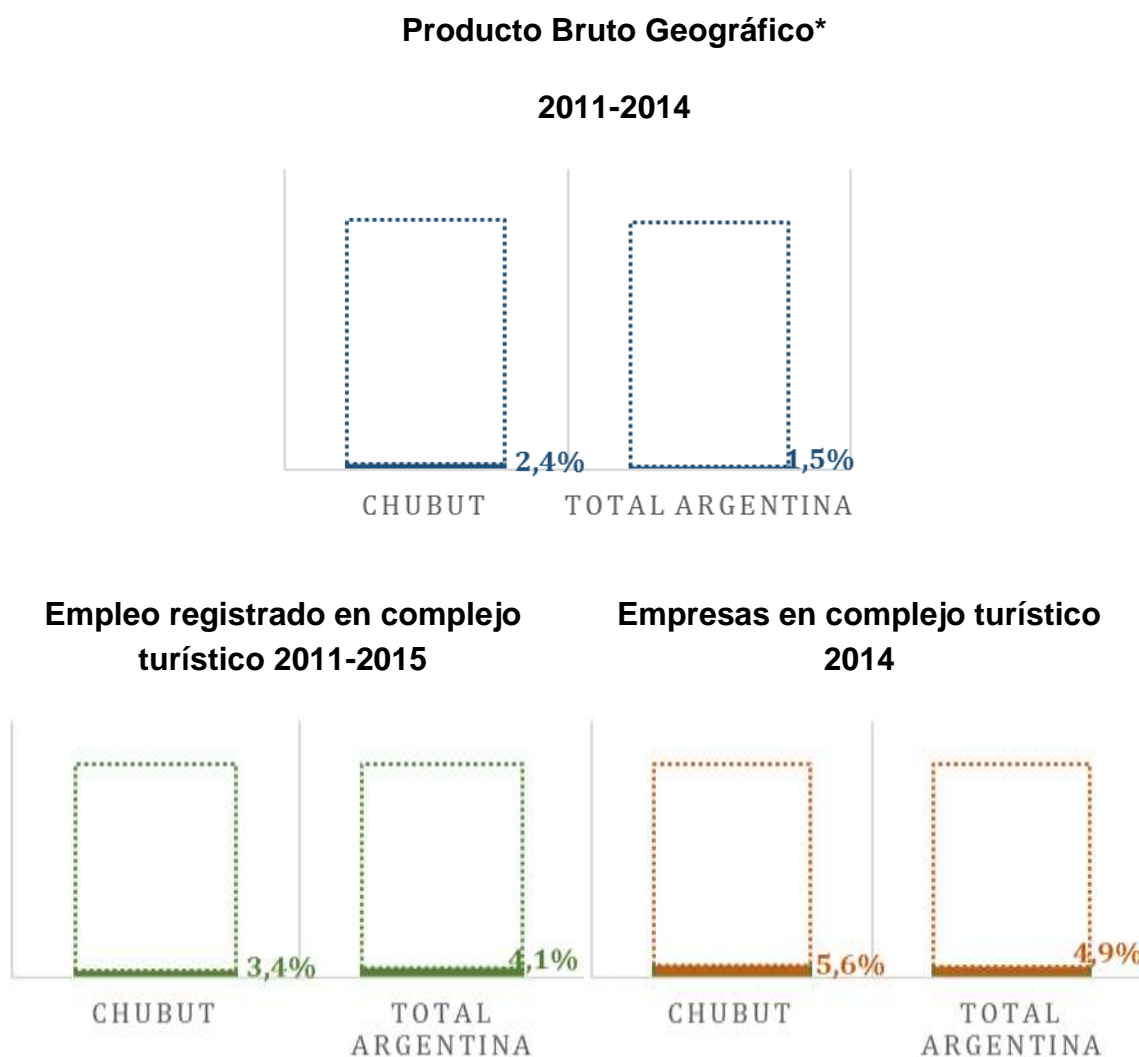 Producto Bruto Geográfico*
2011-2014
2,4%
1,5%
CHUBUT
TOTAL ARGENTINA
Empleo registrado en complejo
turístico 2011-2015
3,4%
4,1%
CHUBUT
TOTAL
ARGENTINA
Empresas en complejo turístico
2014
5,6%
4,9%
CHUBUT
TOTAL
ARGENTINA